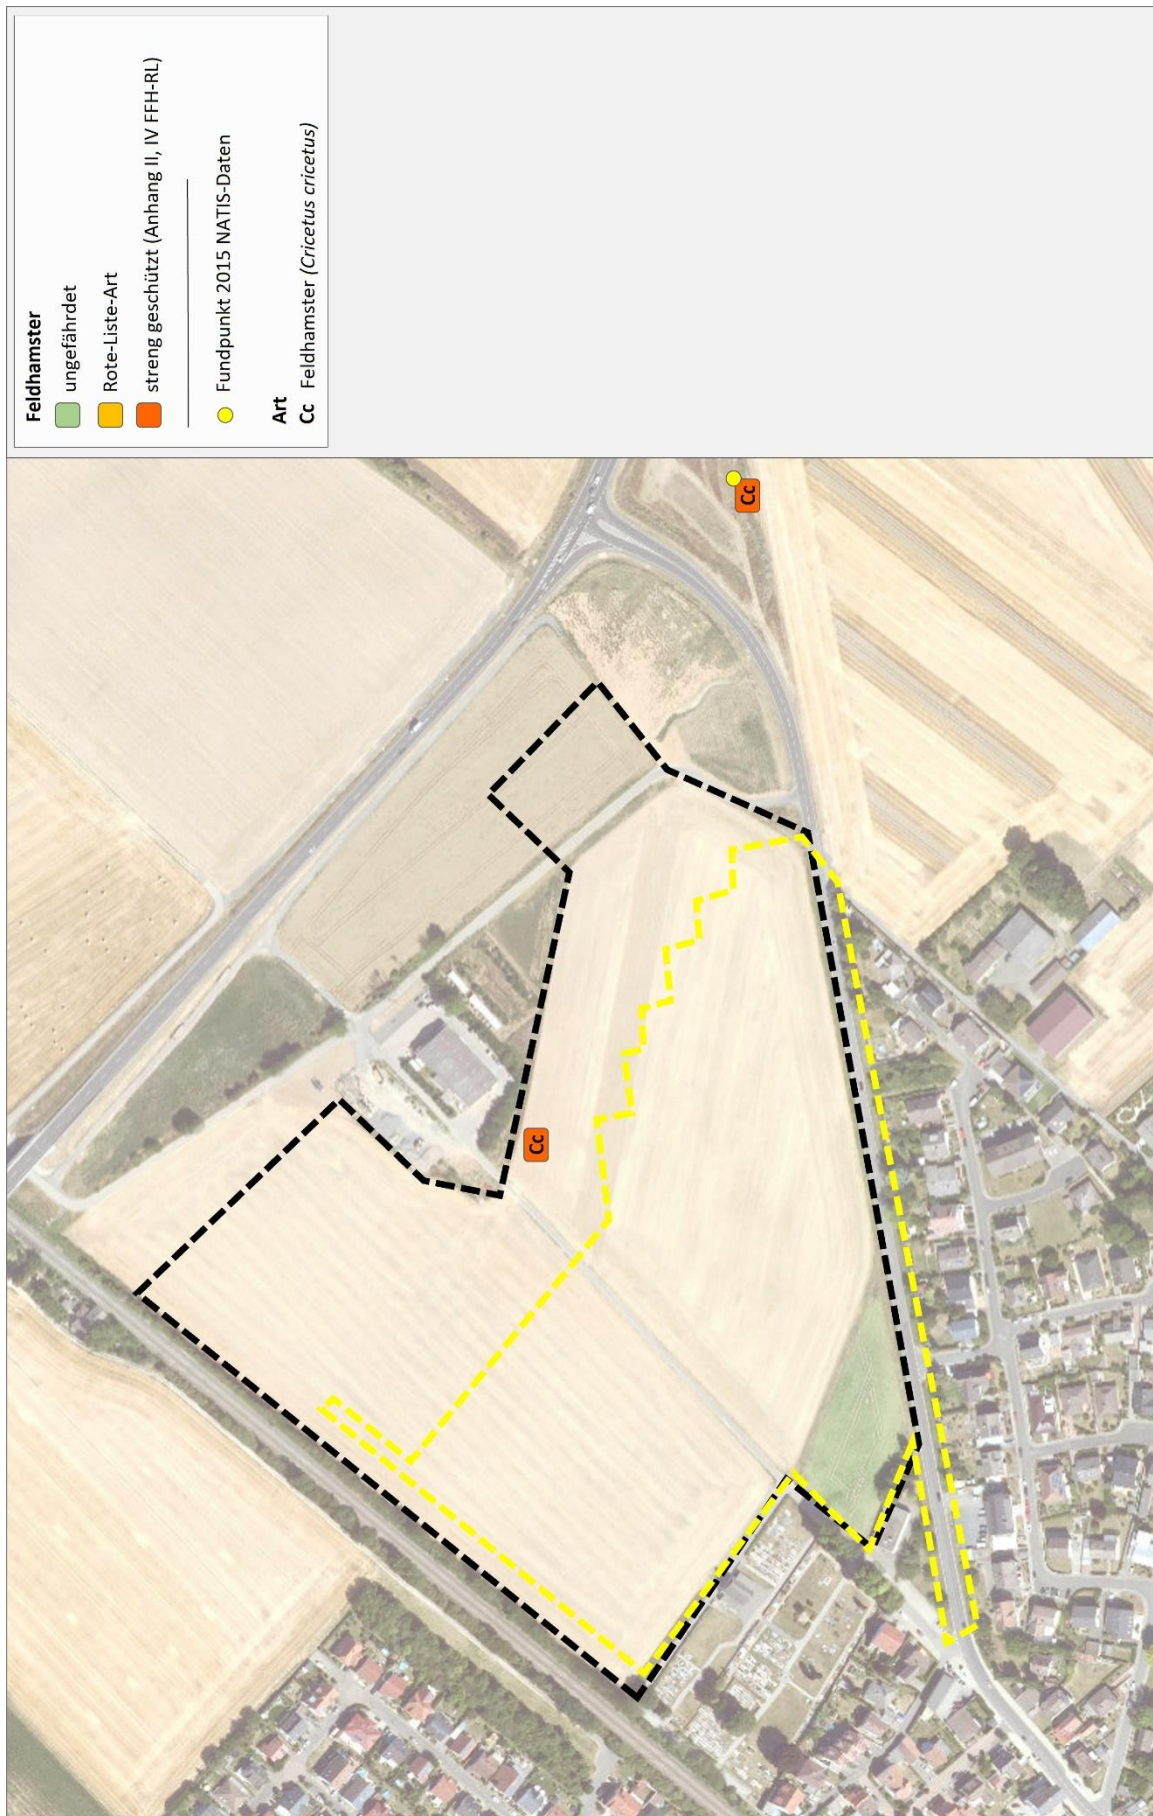 Feldhamster
ungefährdet
Rote-Liste-Art
streng geschützt (Anhang II, IV FFH-RL)
Fundpunkt 2015 NATIS-Daten
Art
Cc Feldhamster (Cricetus cricetus)
Cc
Cc